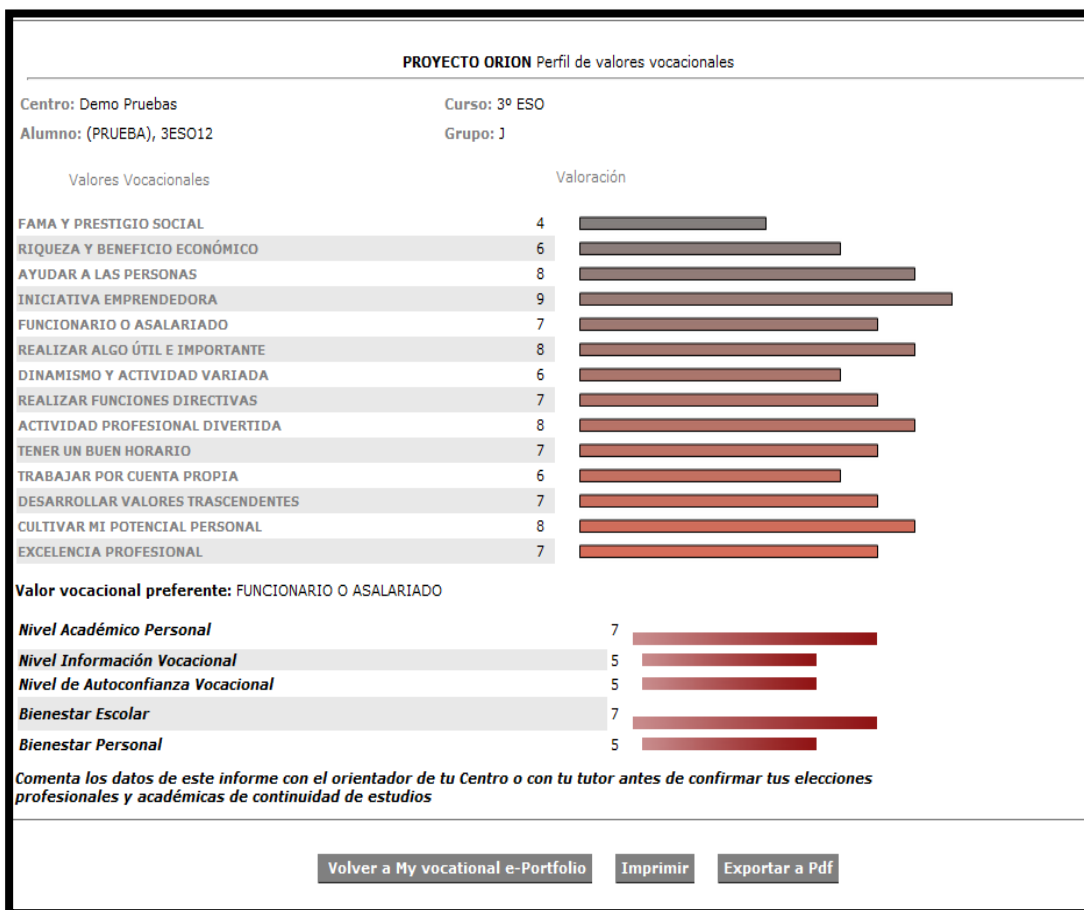 PROYECTO ORION Perfil de valores vocacionales
Centro: Demo Pruebas Curso: 3º ESO
Alumno: (PRUEBA), 3ESO12 Grupo: J
Valores Vocacionales Valoración
FAMA Y PRESTIGIO SOCIAL 4
RIQUEZA Y BENEFICIO ECONÓMICO 6
AYUDAR A LAS PERSONAS 8
INICIATIVA EMPRENDEDORA 9
FUNCIONARIO O ASALARIADO 7
REALIZAR ALGO ÚTIL E IMPORTANTE 8
DINAMISMO Y ACTIVIDAD VARIADA 6
REALIZAR FUNCIONES DIRECTIVAS 7
ACTIVIDAD PROFESIONAL DIVERTIDA 8
TENER UN BUEN HORARIO 7
TRABAJAR POR CUENTA PROPIA 6
DESARROLLAR VALORES TRASCENDENTES 7
CULTIVAR MI POTENCIAL PERSONAL 8
EXCELENCIA PROFESIONAL 7
Valor vocacional preferente: FUNCIONARIO O ASALARIADO
Nivel Académico Personal 7
Nivel Información Vocacional 5
Nivel de Autoconfianza Vocacional 5
Bienestar Escolar 7
Bienestar Personal 5
Comenta los datos de este informe con el orientador de tu Centro o con tu tutor antes de confirmar tus elecciones
profesionales y académicas de continuidad de estudios
Volver a My vocational e-Portfolio Imprimir Exportar a Pdf